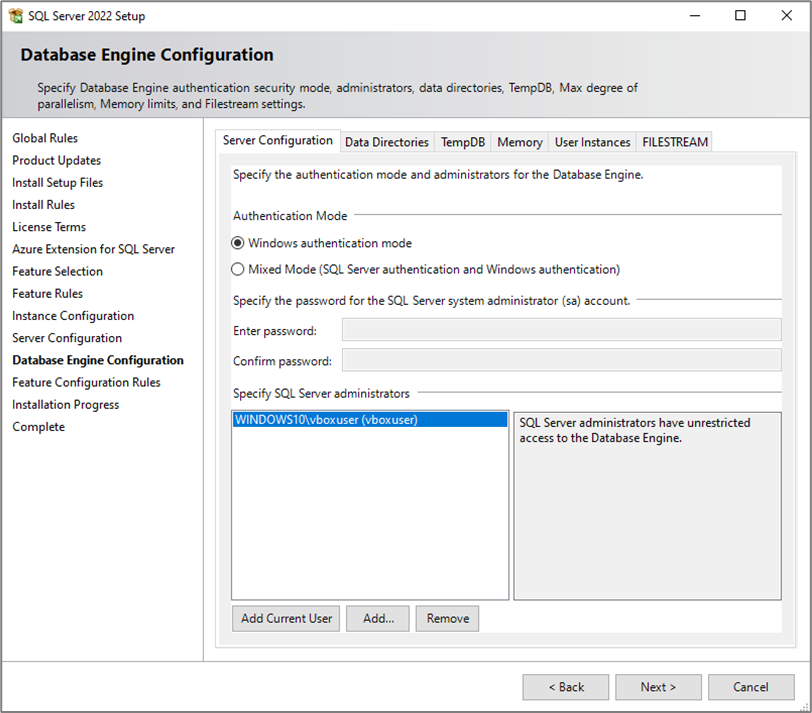 SQL Server 2022 Setup
Database Engine Configuration
Specify Database Engine authentication security mode, administrators, data directories, TempDB, Max degree of
parallelism, Memory limits, and Filestream settings.
Global Rules
Product Updates
Install Setup Files
Install Rules
License Terms
Azure Extension for SQL Server
Feature Selection
Feature Rules
Instance Configuration
Server Configuration
Database Engine Configuration
Feature Configuration Rules
Installation Progress
Complete
Server Configuration Data Directories TempDB Memory User Instances FILESTREAM
Specify the authentication mode and administrators for the Database Engine.
Authentication Mode
Windows authentication mode
Mixed Mode (SQL Server authentication and Windows authentication)
Specify the password for the SQL Server system administrator (sa) account.
Enter password:
Confirm password:
Specify SQL Server administrators
WINDOWS10\vboxuser (vboxuser)
SQL Server administrators have unrestricted
access to the Database Engine.
Add Current User Add... Remove
< Back Next > Cancel